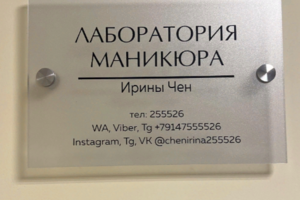 ЛАБОРАТОРИЯ
МАНИКЮРА
Ирины Чен
тел: 255526
WA, Viber, Tg +79147555526
Instagram, Tg, VK @chenirina255526